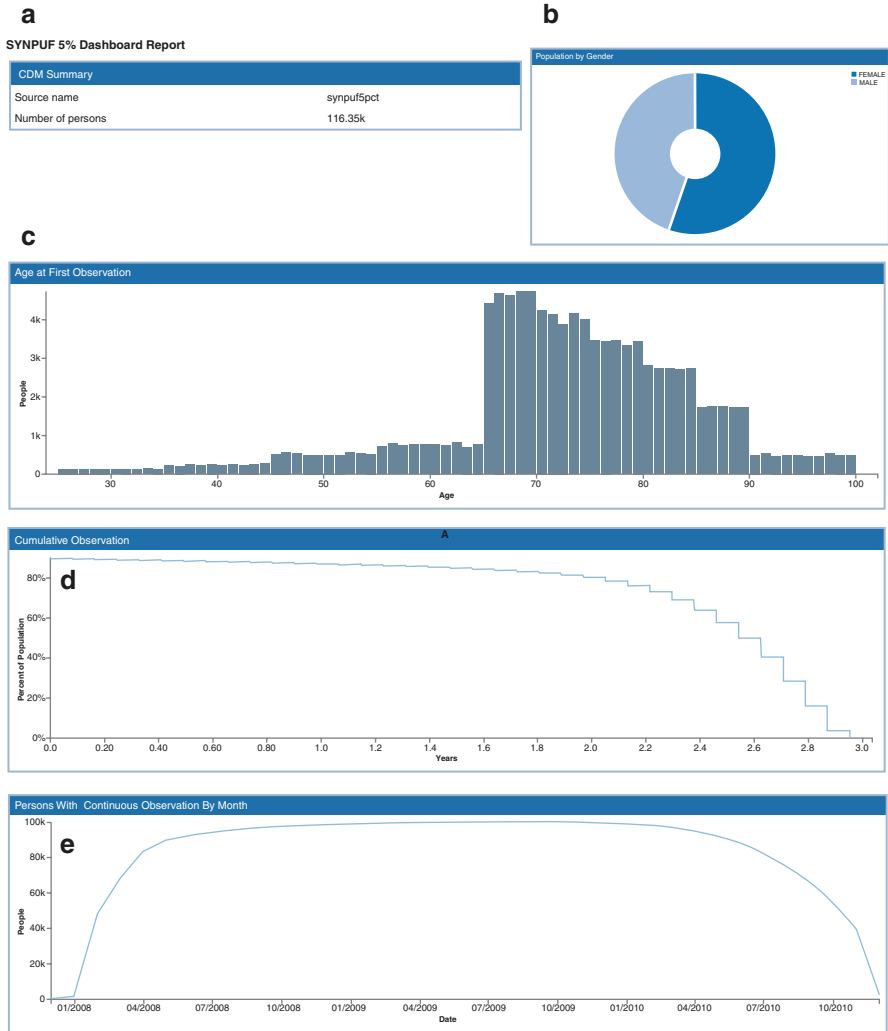 a
b
SYNPUF 5% Dashboard Report
CDM Summary
Source name synpuf5pct
Number of persons 116.35k
Population by Gender
FEMALE
MALE
c
Age at First Observation
4k
3k
2k
1k
0
People
30 40 50 60 70 80 90 100
Age
Cumulative Observation
A
d
80%
60%
40%
20%
0%
Percent of Population
0.0 0.20 0.40 0.60 0.80 1.0 1.2 1.4 1.6 1.8 2.0 2.2 2.4 2.6 2.8 3.0
Years
Persons With Continuous Observation By Month
e
100k
80k
60k
40k
20k
0
People
01/2008 04/2008 07/2008 10/2008 01/2009 04/2009 07/2009 10/2009 01/2010 04/2010 07/2010 10/2010
Date